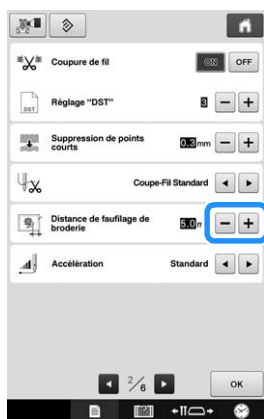 Coupure de fil ON OFF
DST Réglage "DST" 3 − +
Suppression de points
courts 0.3 mm − +
Coupe-Fil Standard
Distance de faufilage de
broderie 5.0 − +
Accélération Standard
2/6 OK